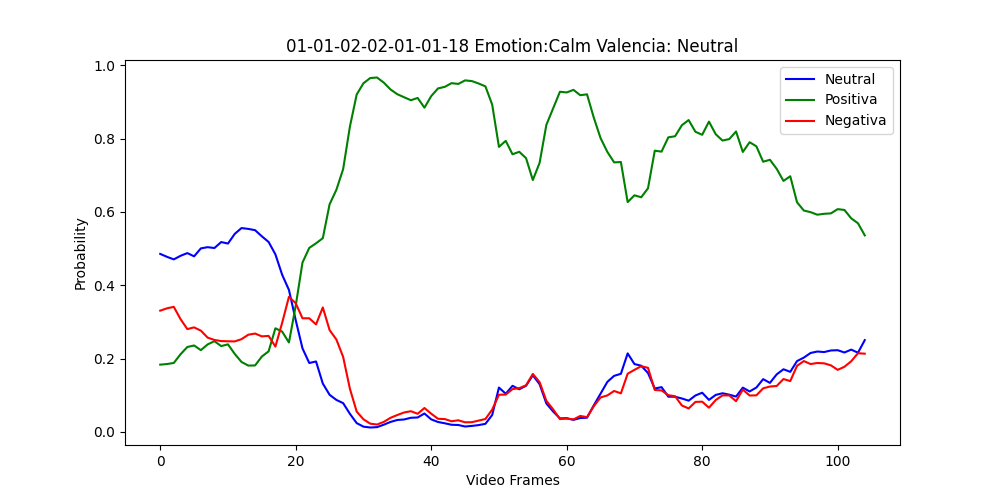 01-01-02-02-01-01-18 Emotion:Calm Valencia: Neutral
Neutral
Positiva
Negativa
Probability
1.0
0.8
0.6
0.4
0.2
0.0
0 20 40 60 80 100
Video Frames